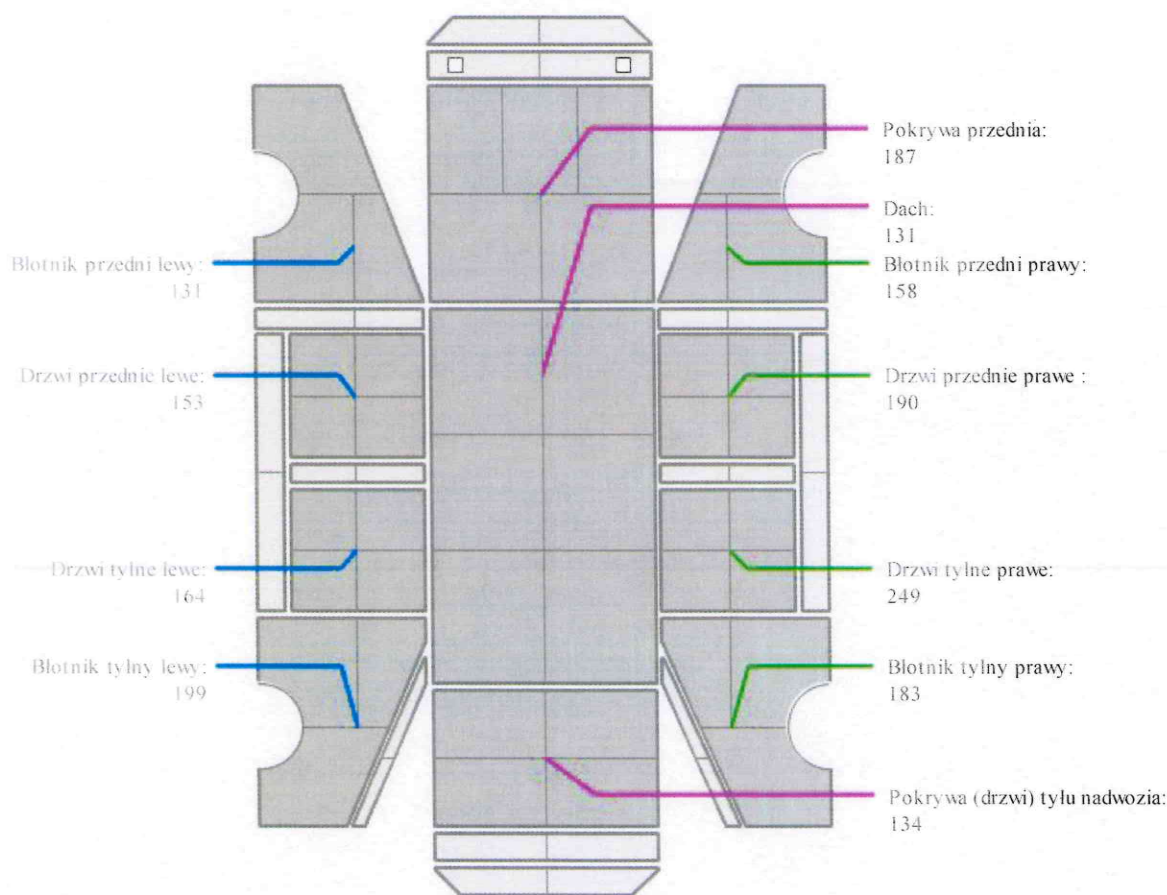 Pokrywa przednia:
187
Dach:
131
Błotnik przedni lewy:
131
Błotnik przedni prawy:
158
Drzwi przednie lewe:
153
Drzwi przednie prawe :
190
Drzwi tylne lewe:
164
Drzwi tylne prawe:
249
Błotnik tylny lewy:
199
Błotnik tylny prawy:
183
Pokrywa (drzwi) tyłu nadwozia:
134